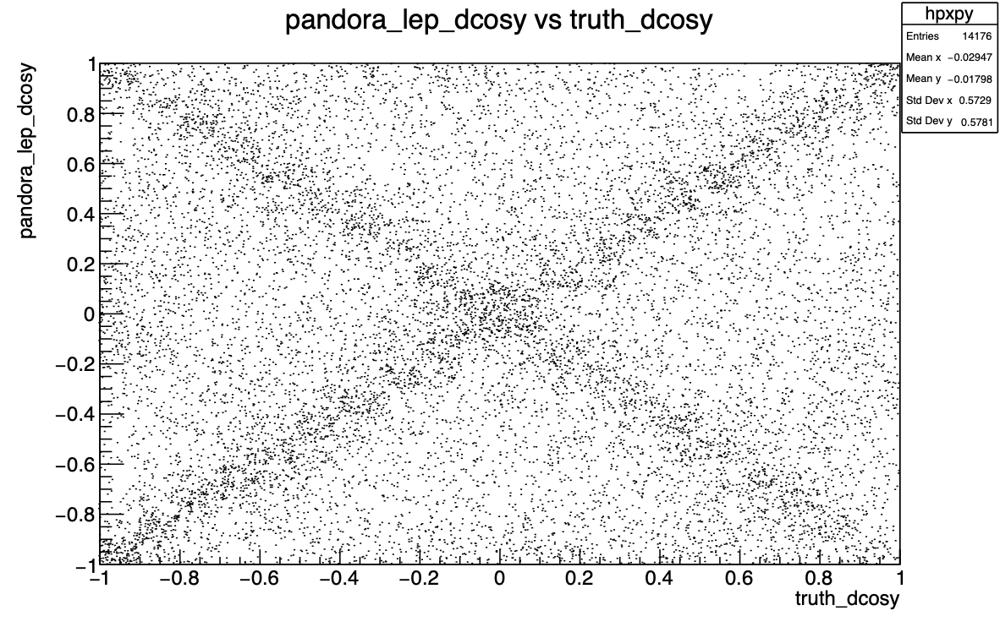 pandora_lep_dcosy vs truth_dcosy
hpxpy
Entries 14176
Mean x −0.02947
Mean y −0.01798
Std Dev x 0.5729
Std Dev y 0.5781
pandora_lep_dcosy
1
0.8
0.6
0.4
0.2
0
−0.2
−0.4
−0.6
−0.8
−1
−1 −0.8 −0.6 −0.4 −0.2 0 0.2 0.4 0.6 0.8 1
truth_dcosy